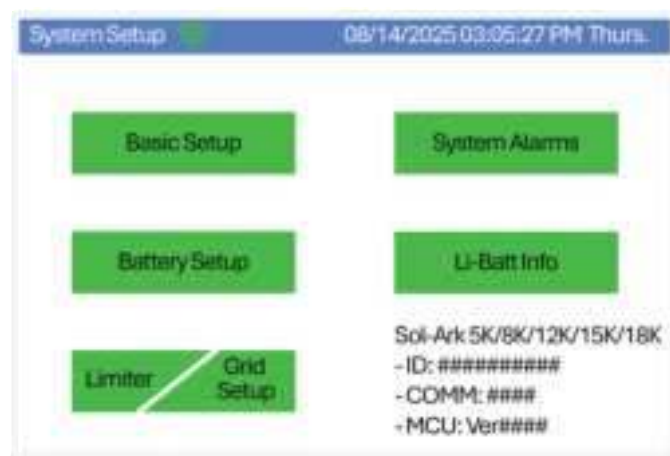 System Setup 08/14/2025 03:05:27 PM Thurs.
Basic Setup
System Alarms
Battery Setup
Li-Batt Info
Limiter
Grid
Setup
Sol-Ark 5K/8K/12K/15K/18K
- ID: ##########
- COMM: ####
- MCU: Ver####